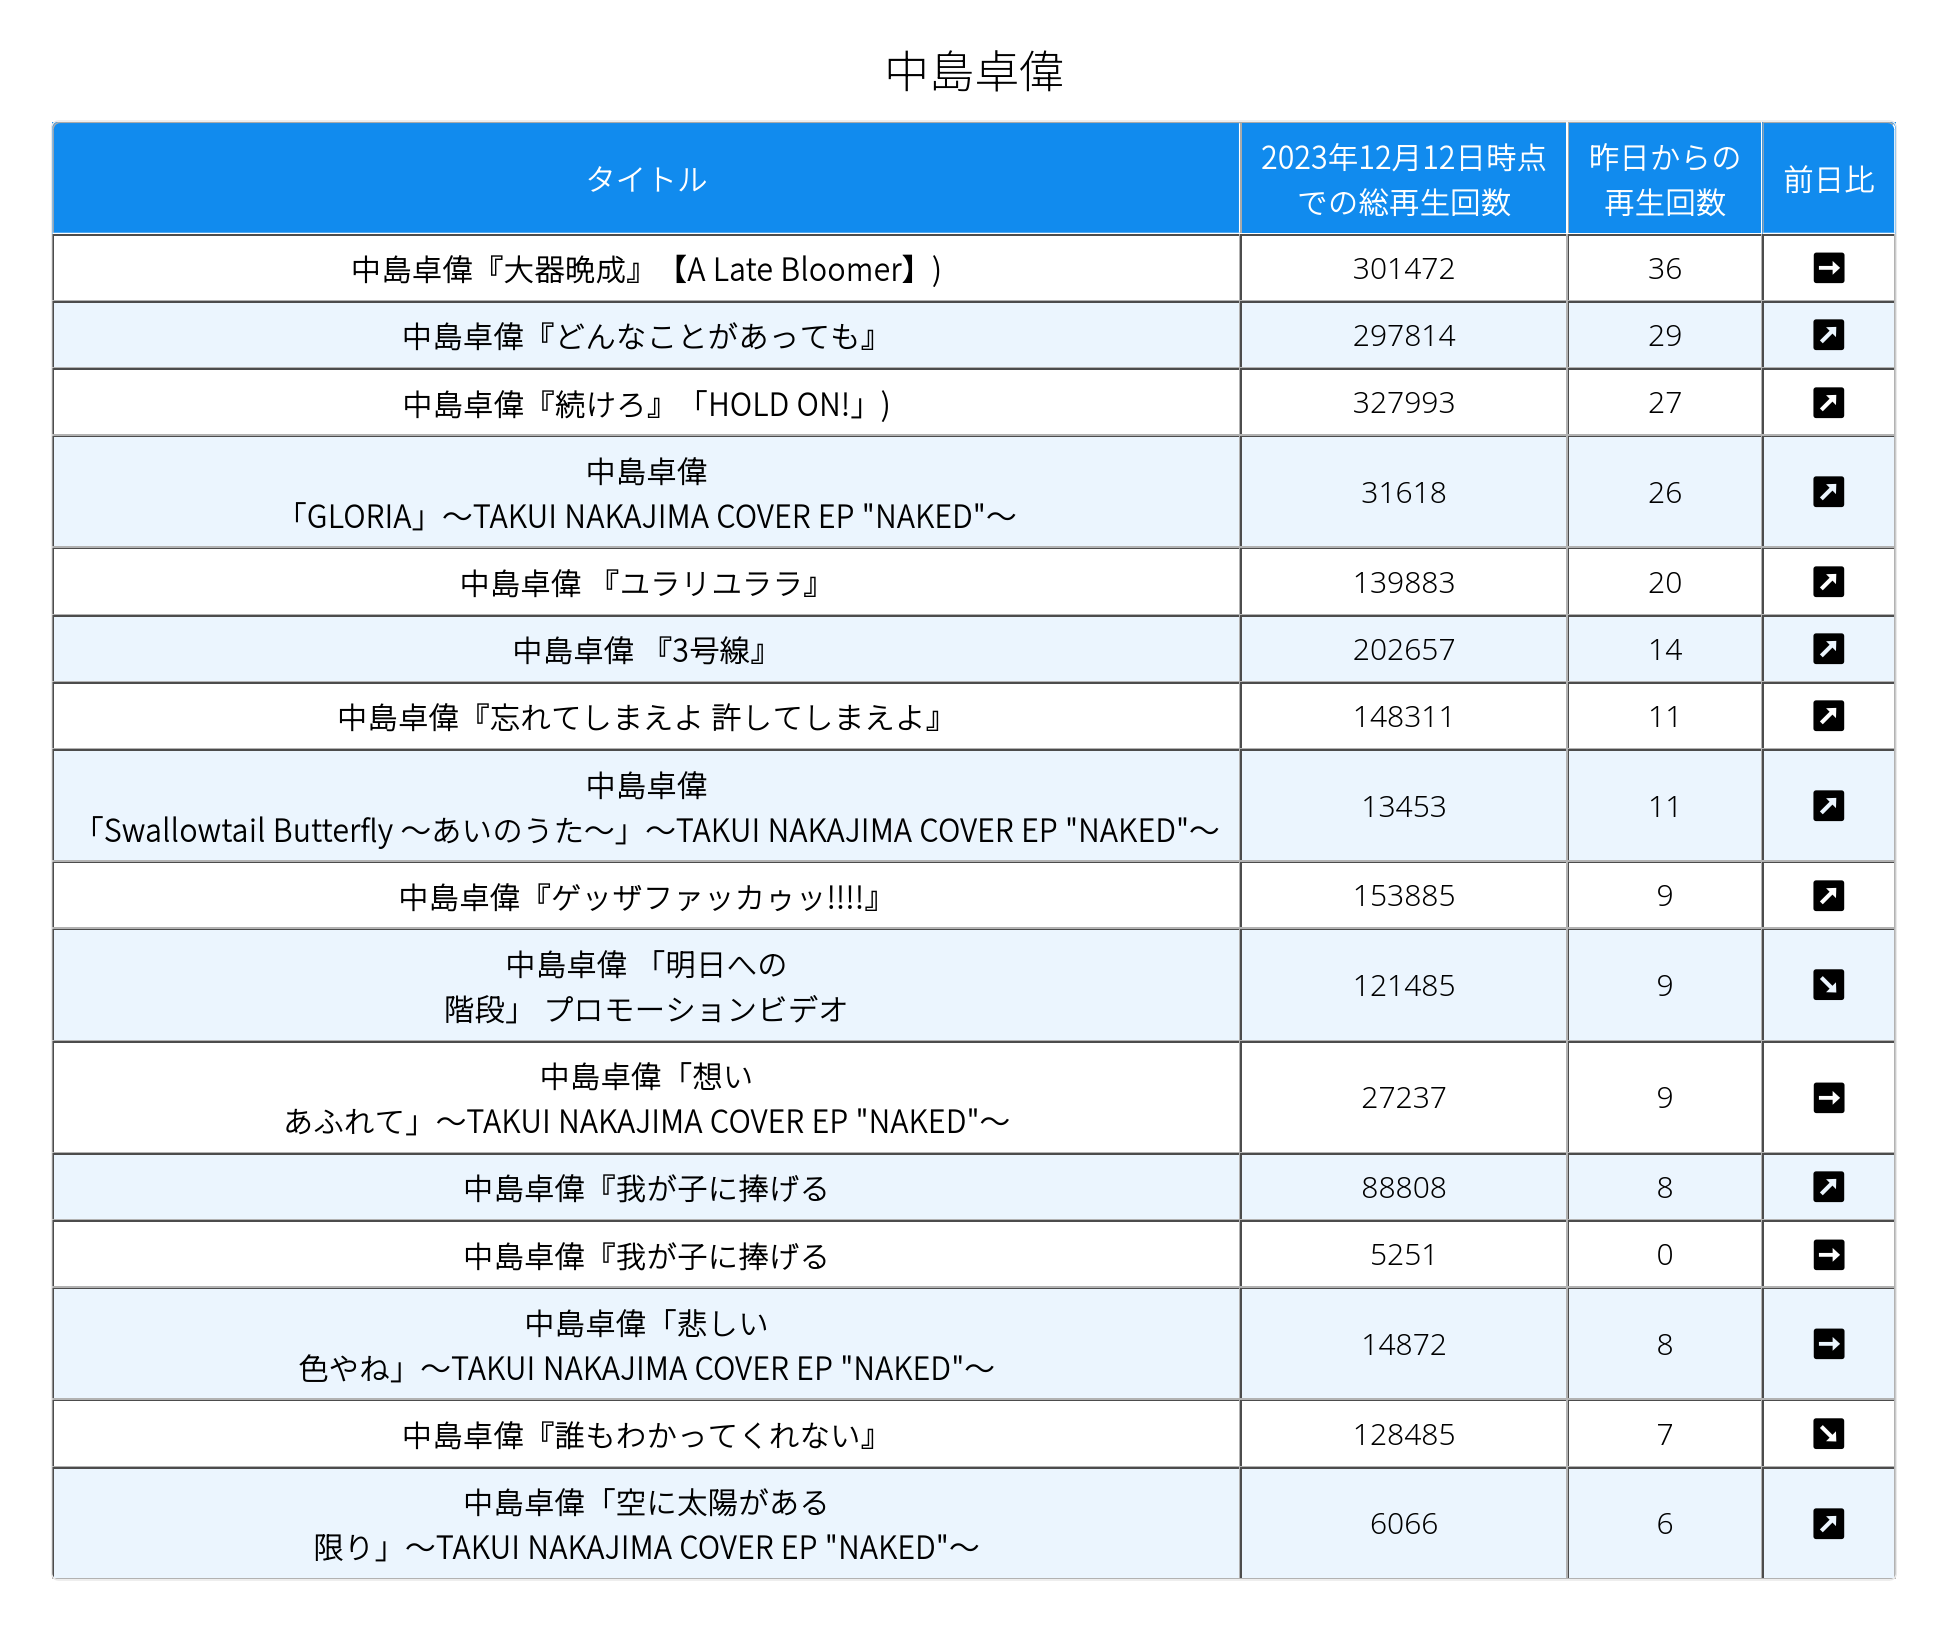 中島卓偉
タイトル
2023年12月12日時点
での総再生回数
昨日からの
再生回数
前日比
中島卓偉『大器晩成』【A Late Bloomer】)
301472
36
中島卓偉『どんなことがあっても』
297814
29
中島卓偉『続けろ』「HOLD ON!」)
327993
27
中島卓偉
「GLORIA」～TAKUI NAKAJIMA COVER EP "NAKED"～
31618
26
中島卓偉 『ユラリユララ』
139883
20
中島卓偉 『3号線』
202657
14
中島卓偉『忘れてしまえよ 許してしまえよ』
148311
11
中島卓偉
「Swallowtail Butterfly ～あいのうた～」～TAKUI NAKAJIMA COVER EP "NAKED"～
13453
11
中島卓偉『ゲッザファッカゥッ!!!!』
153885
9
中島卓偉 「明日への
階段」 プロモーションビデオ
121485
9
中島卓偉「想い
あふれて」～TAKUI NAKAJIMA COVER EP "NAKED"～
27237
9
中島卓偉『我が子に捧げる
88808
8
中島卓偉『我が子に捧げる
5251
0
中島卓偉「悲しい
色やね」～TAKUI NAKAJIMA COVER EP "NAKED"～
14872
8
中島卓偉『誰もわかってくれない』
128485
7
中島卓偉「空に太陽がある
限り」～TAKUI NAKAJIMA COVER EP "NAKED"～
6066
6